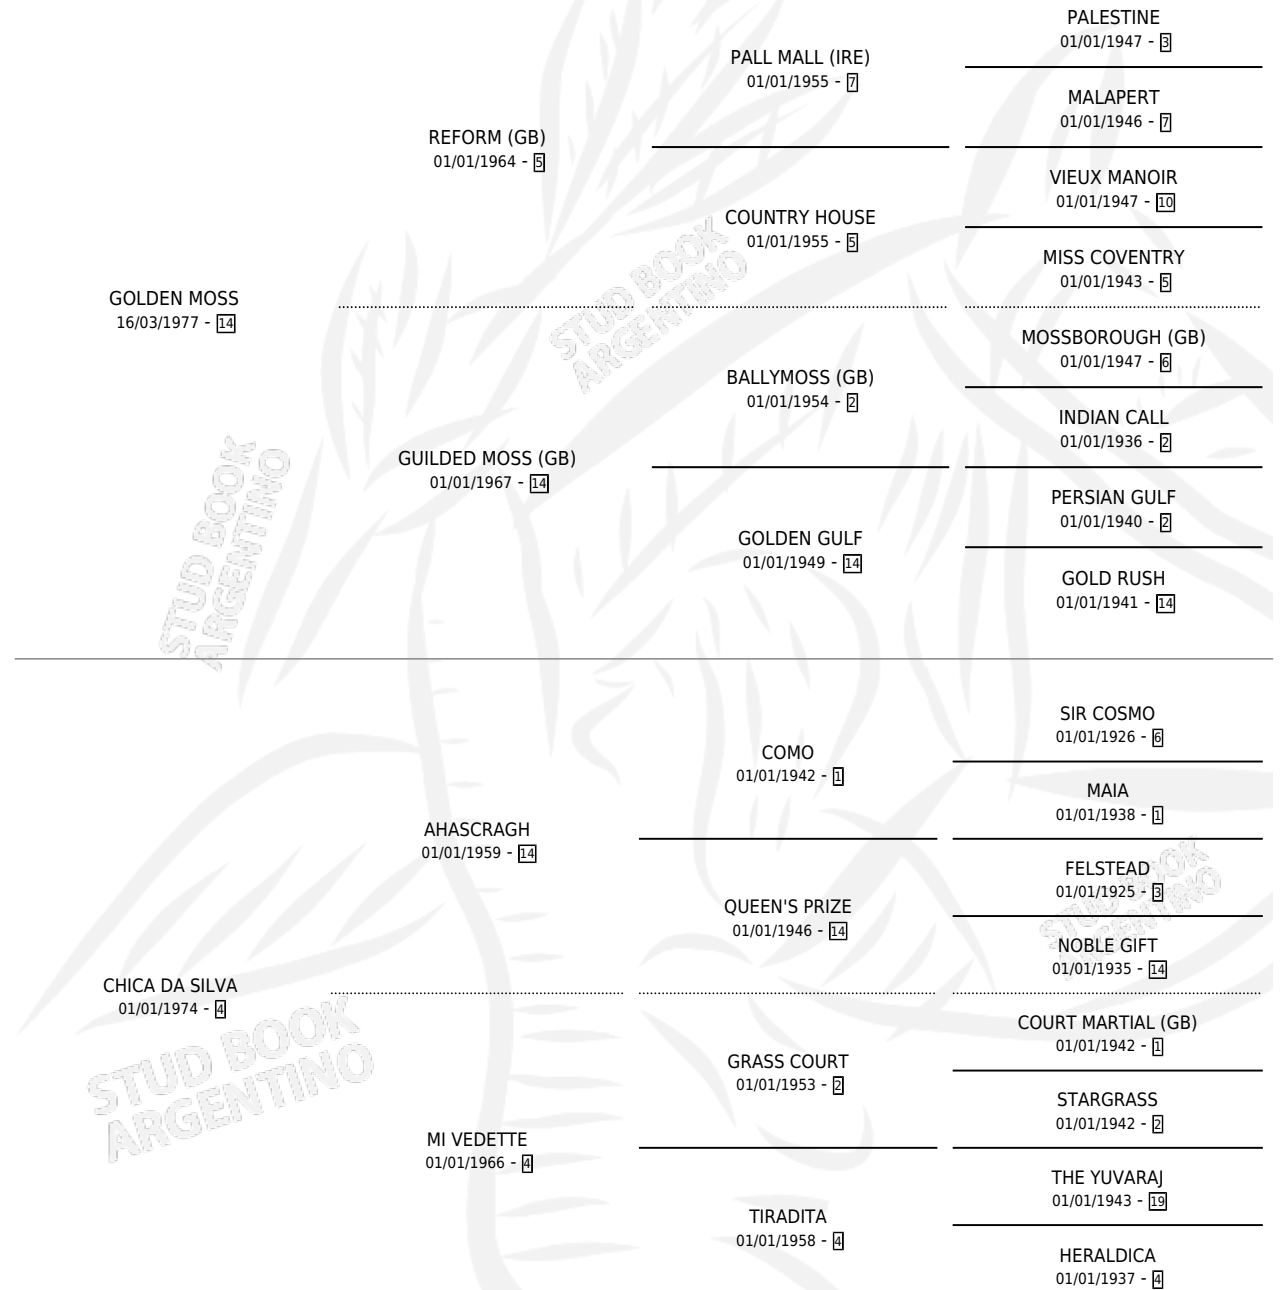 PALESTINE
01/01/1947 - 3
PALL MALL (IRE)
01/01/1955 - 7
MALAPERT
01/01/1946 - 7
REFORM (GB)
01/01/1964 - 5
VIEUX MANOIR
01/01/1947 - 10
COUNTRY HOUSE
01/01/1955 - 5
MISS COVENTRY
01/01/1943 - 5
STUD BOOK
ARGENTINO
GOLDEN MOSS
16/03/1977 - 14
MOSSBOROUGH (GB)
01/01/1947 - 6
BALLYMOSS (GB)
01/01/1954 - 2
INDIAN CALL
01/01/1936 - 2
GUILDED MOSS (GB)
01/01/1967 - 14
PERSIAN GULF
01/01/1940 - 2
GOLDEN GULF
01/01/1949 - 14
GOLD RUSH
01/01/1941 - 14
STUD BOOK
ARGENTINO
SIR COSMO
01/01/1926 - 6
COMO
01/01/1942 - 1
MAIA
01/01/1938 - 1
AHASCRAGH
01/01/1959 - 14
FELSTEAD
01/01/1925 - 3
QUEEN'S PRIZE
01/01/1946 - 14
NOBLE GIFT
01/01/1935 - 14
STUD BOOK
ARGENTINO
CHICA DA SILVA
01/01/1974 - 4
COURT MARTIAL (GB)
01/01/1942 - 1
GRASS COURT
01/01/1953 - 2
STARGRASS
01/01/1942 - 2
STUD BOOK
ARGENTINO
MI VEDETTE
01/01/1966 - 4
THE YUVARAJ
01/01/1943 - 19
TIRADITA
01/01/1958 - 4
HERALDICA
01/01/1937 - 4